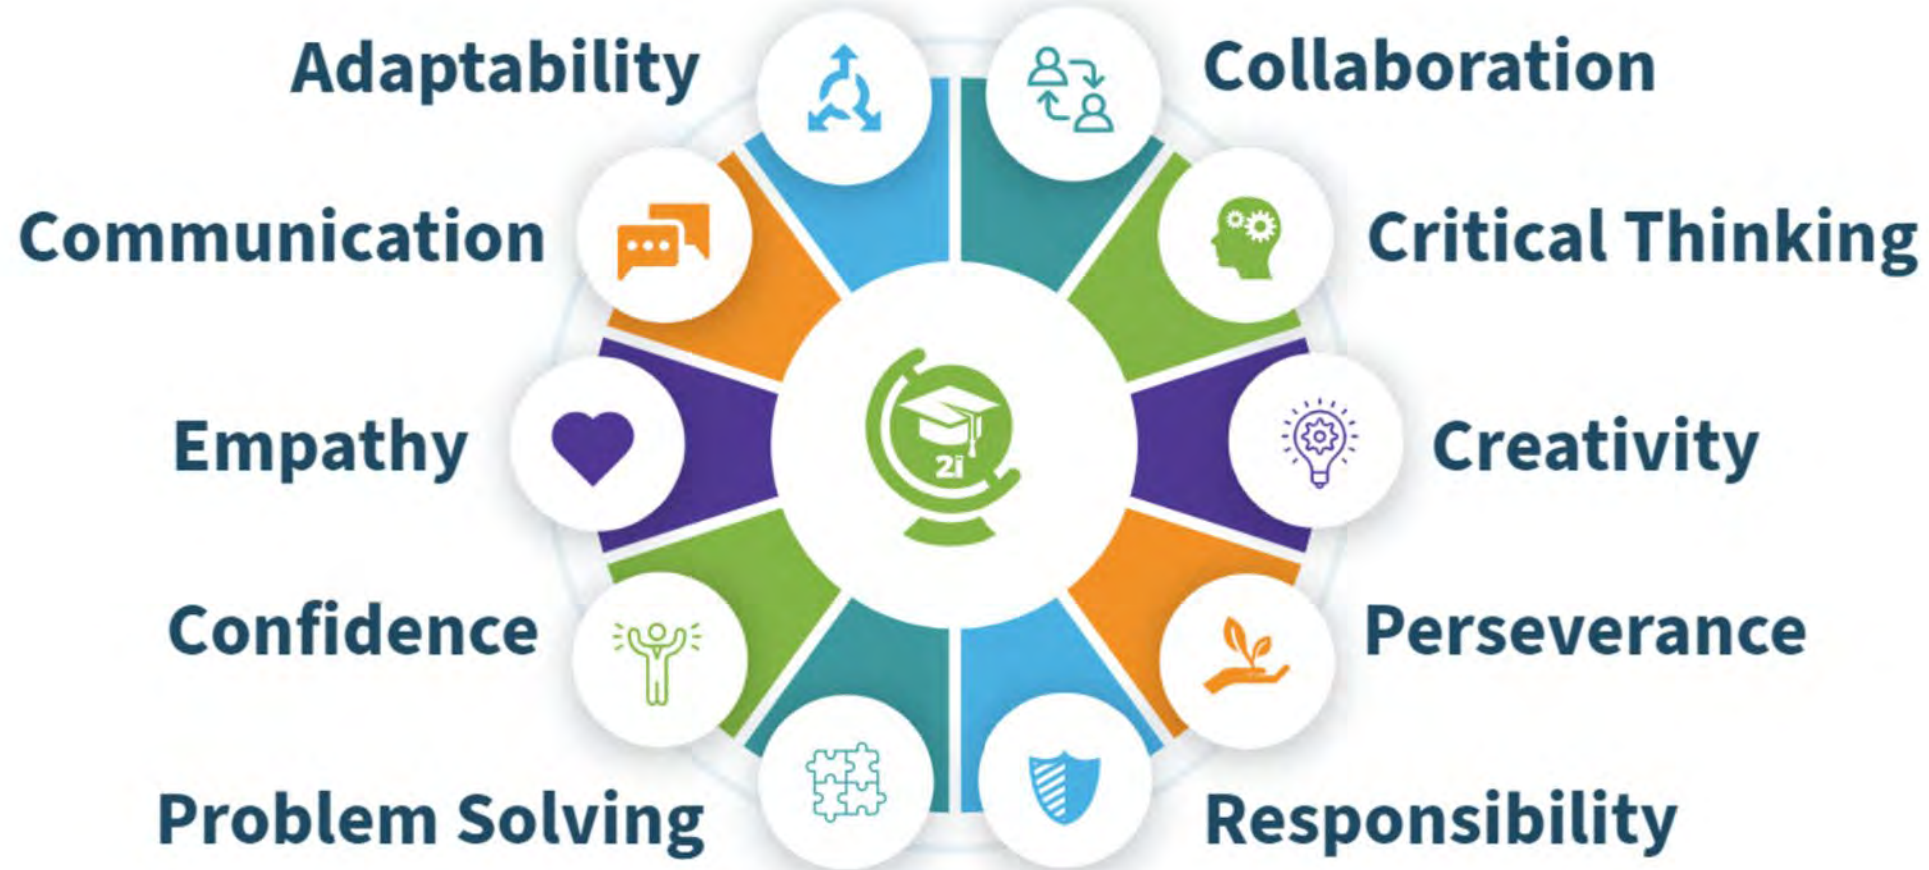 Adaptability
Collaboration
Communication
Critical Thinking
Empathy
2i
Creativity
Confidence
Perseverance
Problem Solving
Responsibility